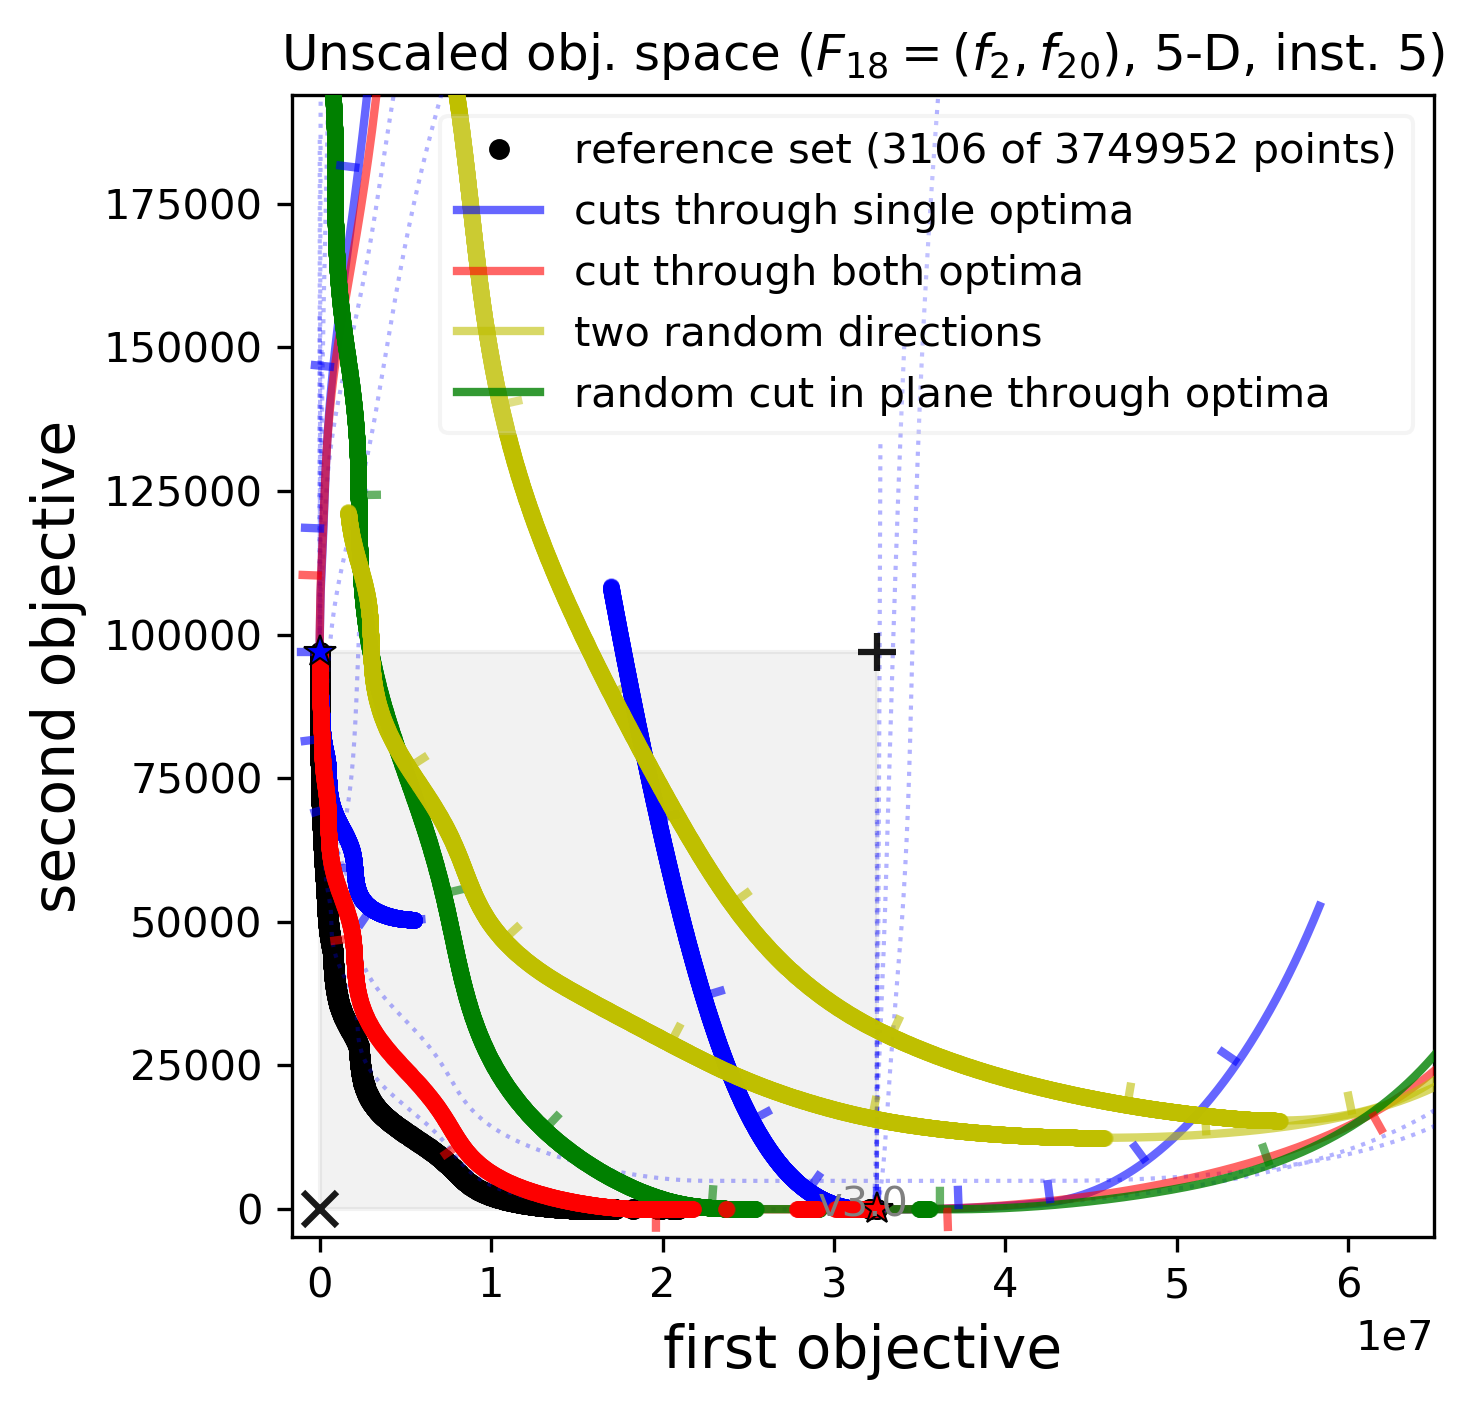 Unscaled obj. space (F18 = (f2, f20), 5-D, inst. 5)
reference set (3106 of 3749952 points)
cuts through single optima
cut through both optima
two random directions
random cut in plane through optima
second objective
175000
150000
125000
100000
75000
50000
25000
0
v3.0
0 1 2 3 4 5 6
1e7
first objective